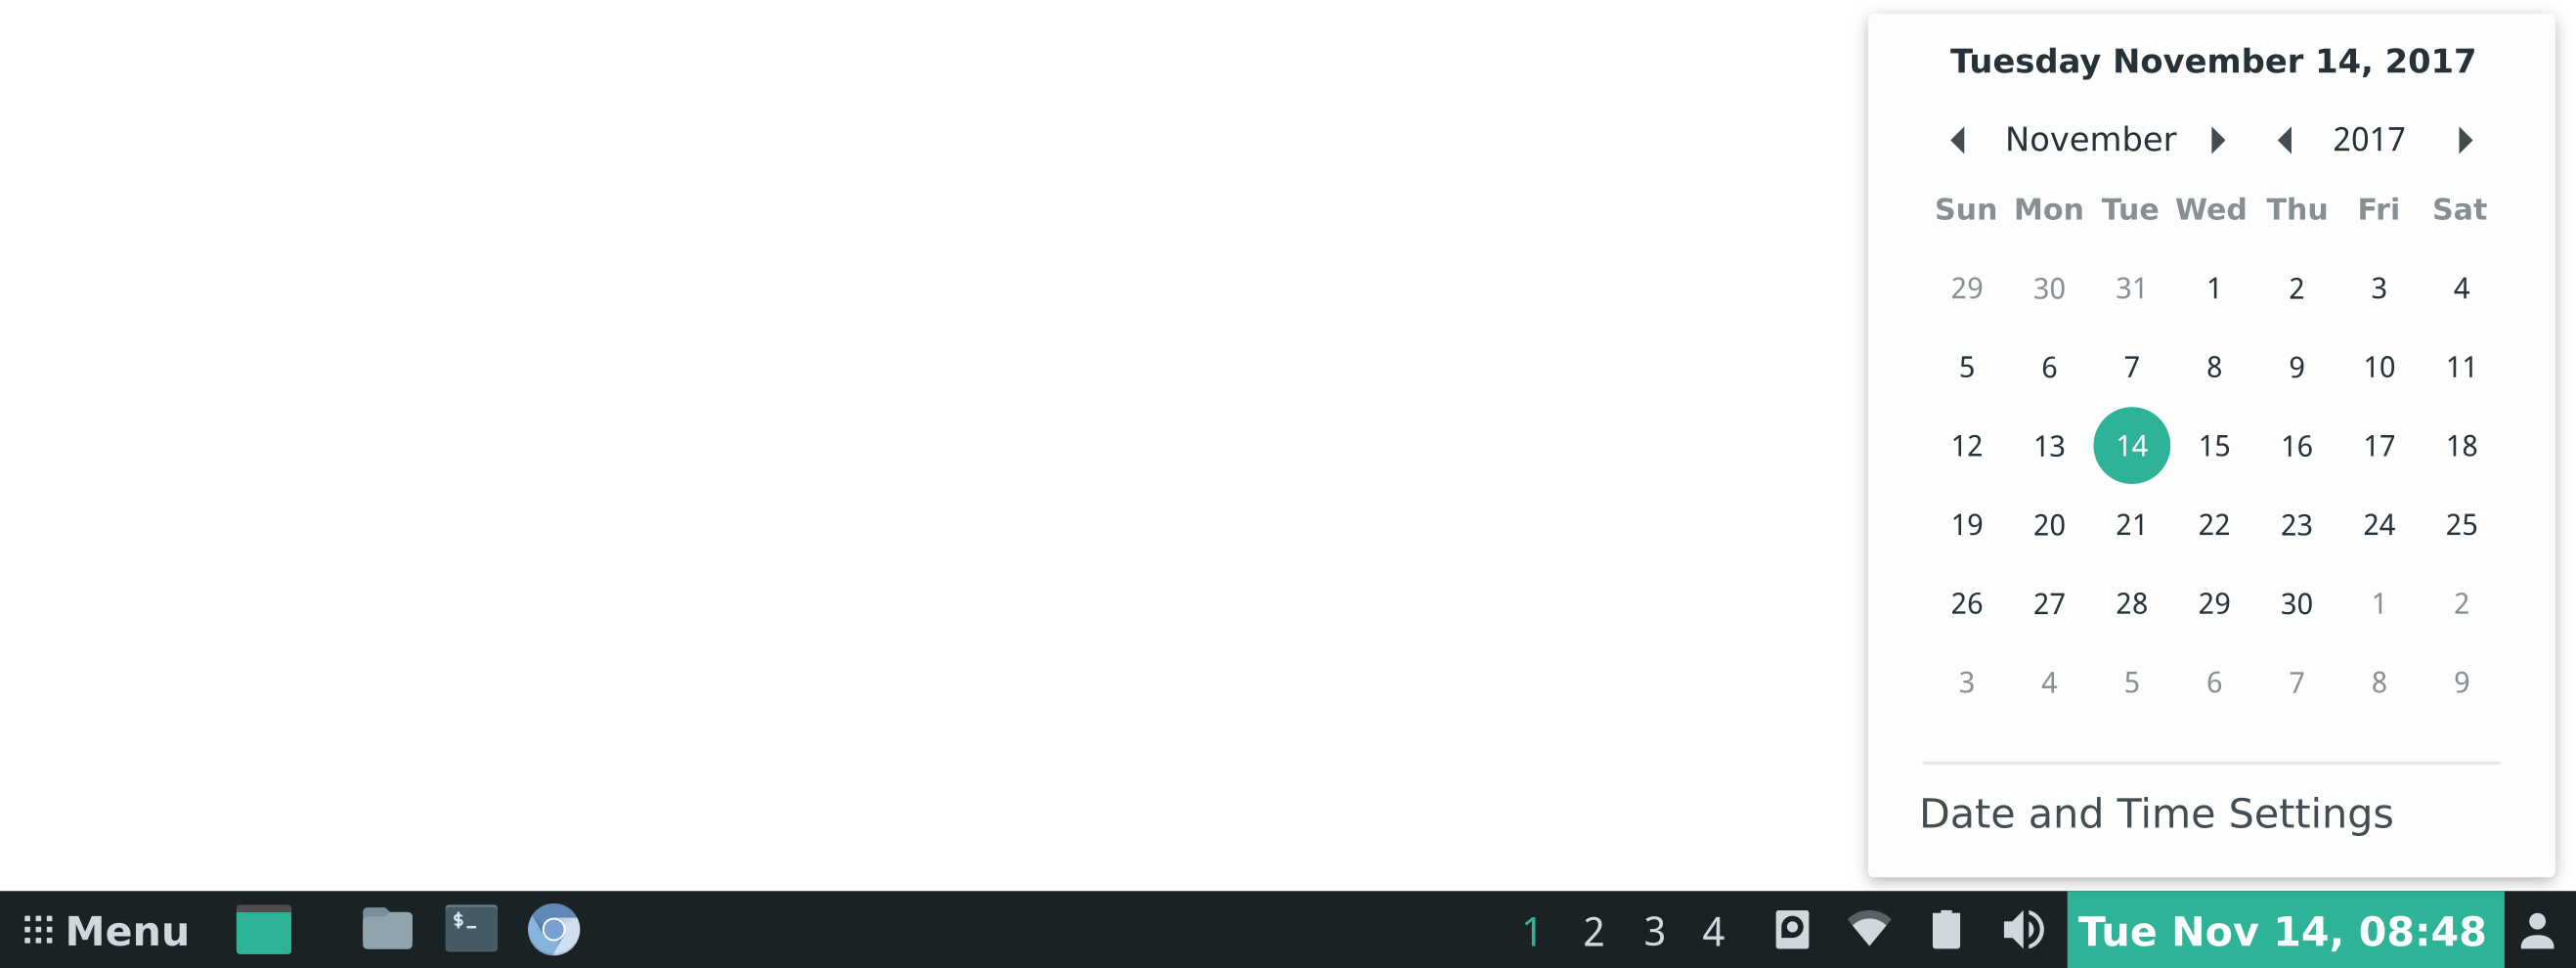 Tuesday November 14, 2017
November 2017
Sun Mon Tue Wed Thu Fri Sat
29 30 31 1 2 3 4
5 6 7 8 9 10 11
12 13 14 15 16 17 18
19 20 21 22 23 24 25
26 27 28 29 30 1 2
3 4 5 6 7 8 9
Date and Time Settings
Menu $_ 1 2 3 4 Tue Nov 14, 08:48